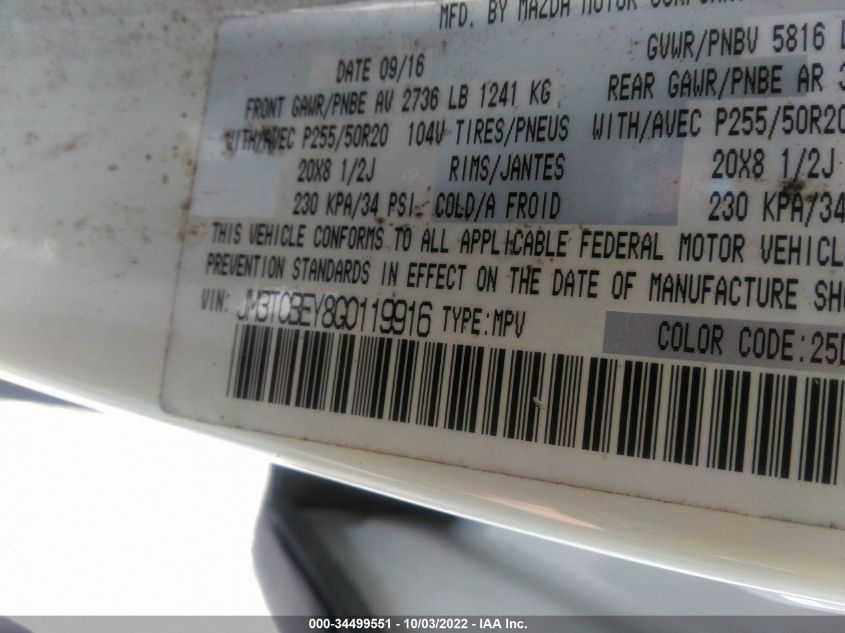 MFD. BY MAZDA MOTOR
DATE 09/16 GVWR/PNBV 5816
FRONT GAWR/PNBE AV 2736 LB 1241 KG REAR GAWR/PNBE AR
WITH/AVEC P255/50R20 104V TIRES/PNEUS WITH/AVEC P255/50R20
20X8 1/2J RIMS/JANTES 20X8 1/2J
230 KPA/34 PSI COLD/A FROID 230 KPA/34
THIS VEHICLE CONFORMS TO ALL APPLICABLE FEDERAL MOTOR VEHICL
PREVENTION STANDARDS IN EFFECT ON THE DATE OF MANUFACTURE SH
VIN: JM3TCBEY8G0119916 TYPE:MPV COLOR CODE:25D
000-34499551 - 10/03/2022 - IAA Inc.